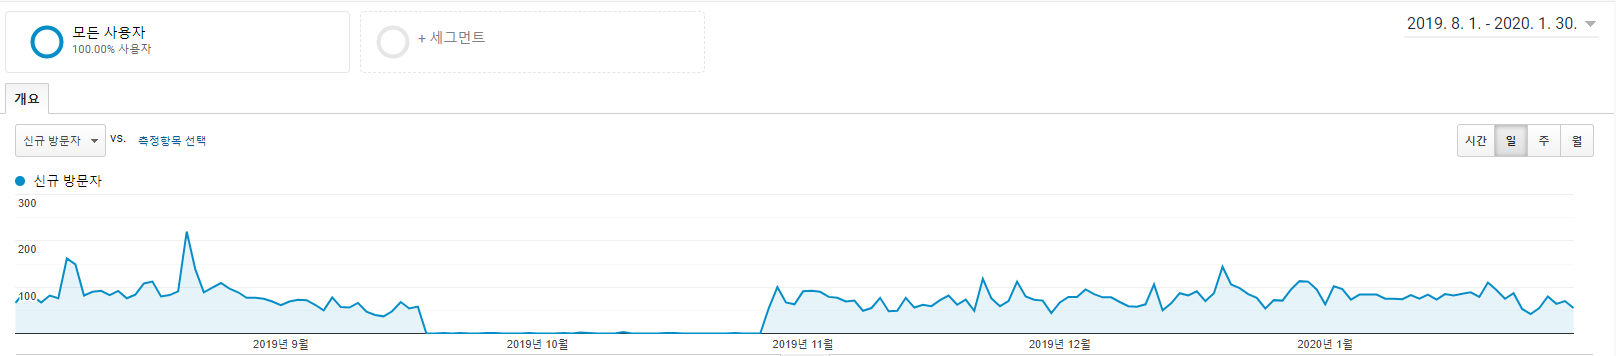 모든 사용자
100.00% 사용자
+ 세그먼트
2019. 8. 1. - 2020. 1. 30.
개요
신규 방문자 vs. 측정항목 선택
시간 일 주 월
신규 방문자
300
200
100
2019년 9월 2019년 10월 2019년 11월 2019년 12월 2020년 1월